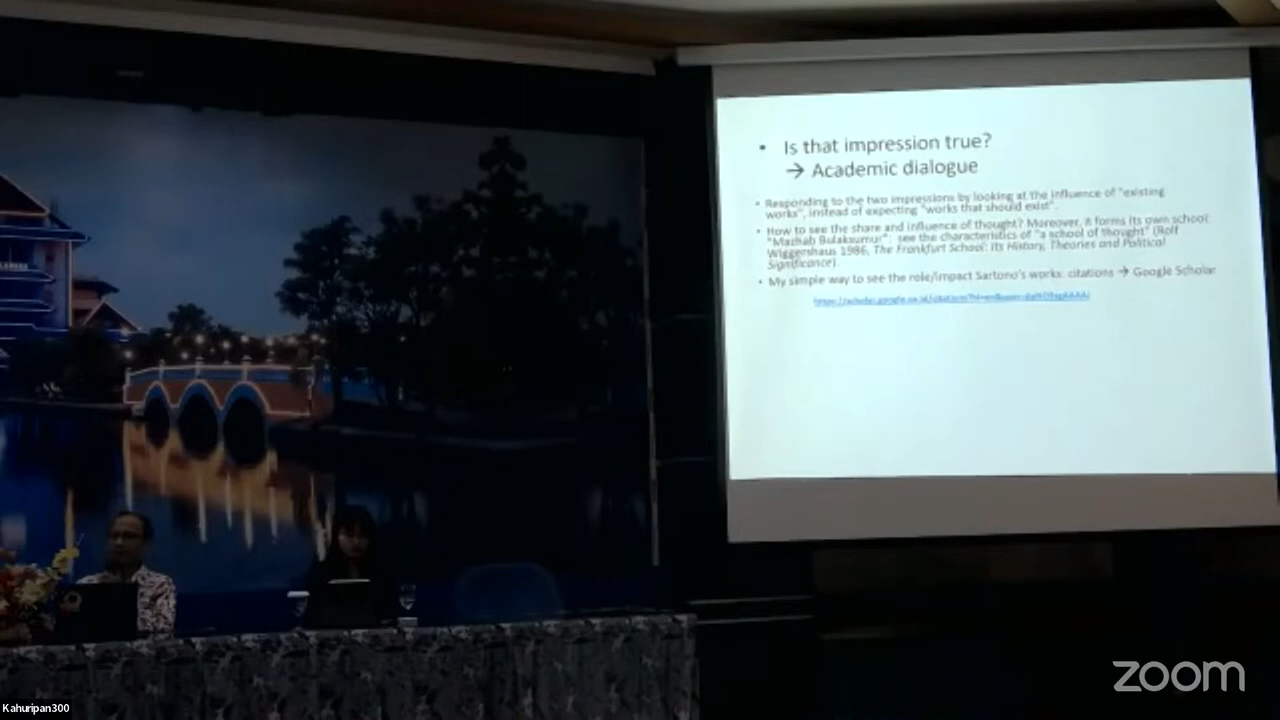 • Is that impression true?
→ Academic dialogue
• Responding to the two impressions by looking at the influence of "existing
works", instead of expecting "works that should exist".
• How to see the share and influence of thought? Moreover, it forms its own school:
"Mazhab Bulaksumur": see the characteristics of "a school of thought" (Rolf
Wiggershaus 1986, The Frankfurt School: Its History, Theories and Political
Significance)
• My simple way to see the role/impact Sartono's works: citations → Google Scholar
zoom
Kahuripan300